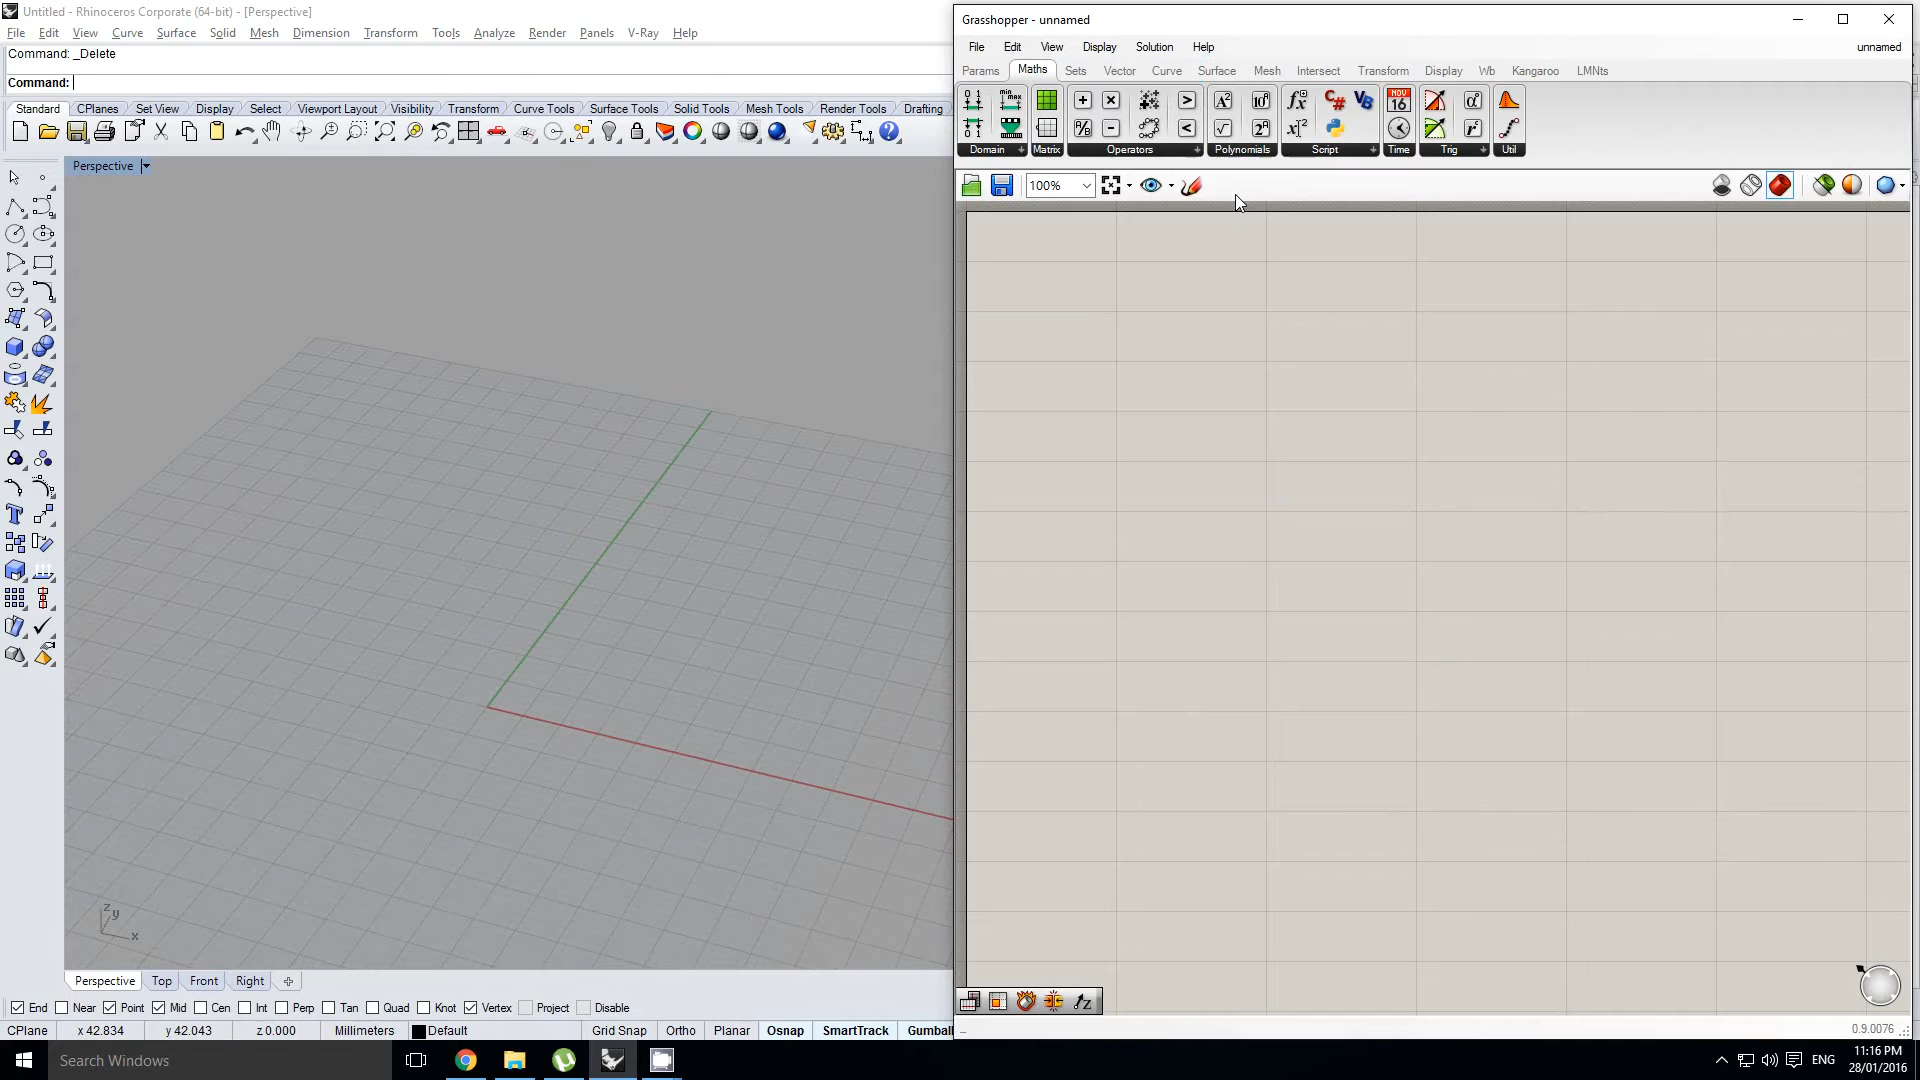 Untitled - Rhinoceros Corporate (64-bit) - [Perspective]
File Edit View Curve Surface Solid Mesh Dimension Transform Tools Analyze Render Panels V-Ray Help
Command: _Delete
Command:
Standard CPlanes Set View Display Select Viewport Layout Visibility Transform Curve Tools Surface Tools Solid Tools Mesh Tools Render Tools Drafting
Perspective
z
y
x
Perspective Top Front Right
End Near Point Mid Cen Int Perp Tan Quad Knot Vertex Project Disable
CPlane x 42.834 y 42.043 z 0.000 Millimeters Default Grid Snap Ortho Planar Osnap SmartTrack Gumball
Grasshopper - unnamed
File Edit View Display Solution Help unnamed
Params Maths Sets Vector Curve Surface Mesh Intersect Transform Display Wb Kangaroo LMNts
Domain Matrix Operators Polynomials Script Time Trig Util
100%
0.9.0076
Search Windows
ENG
11:16 PM
28/01/2016